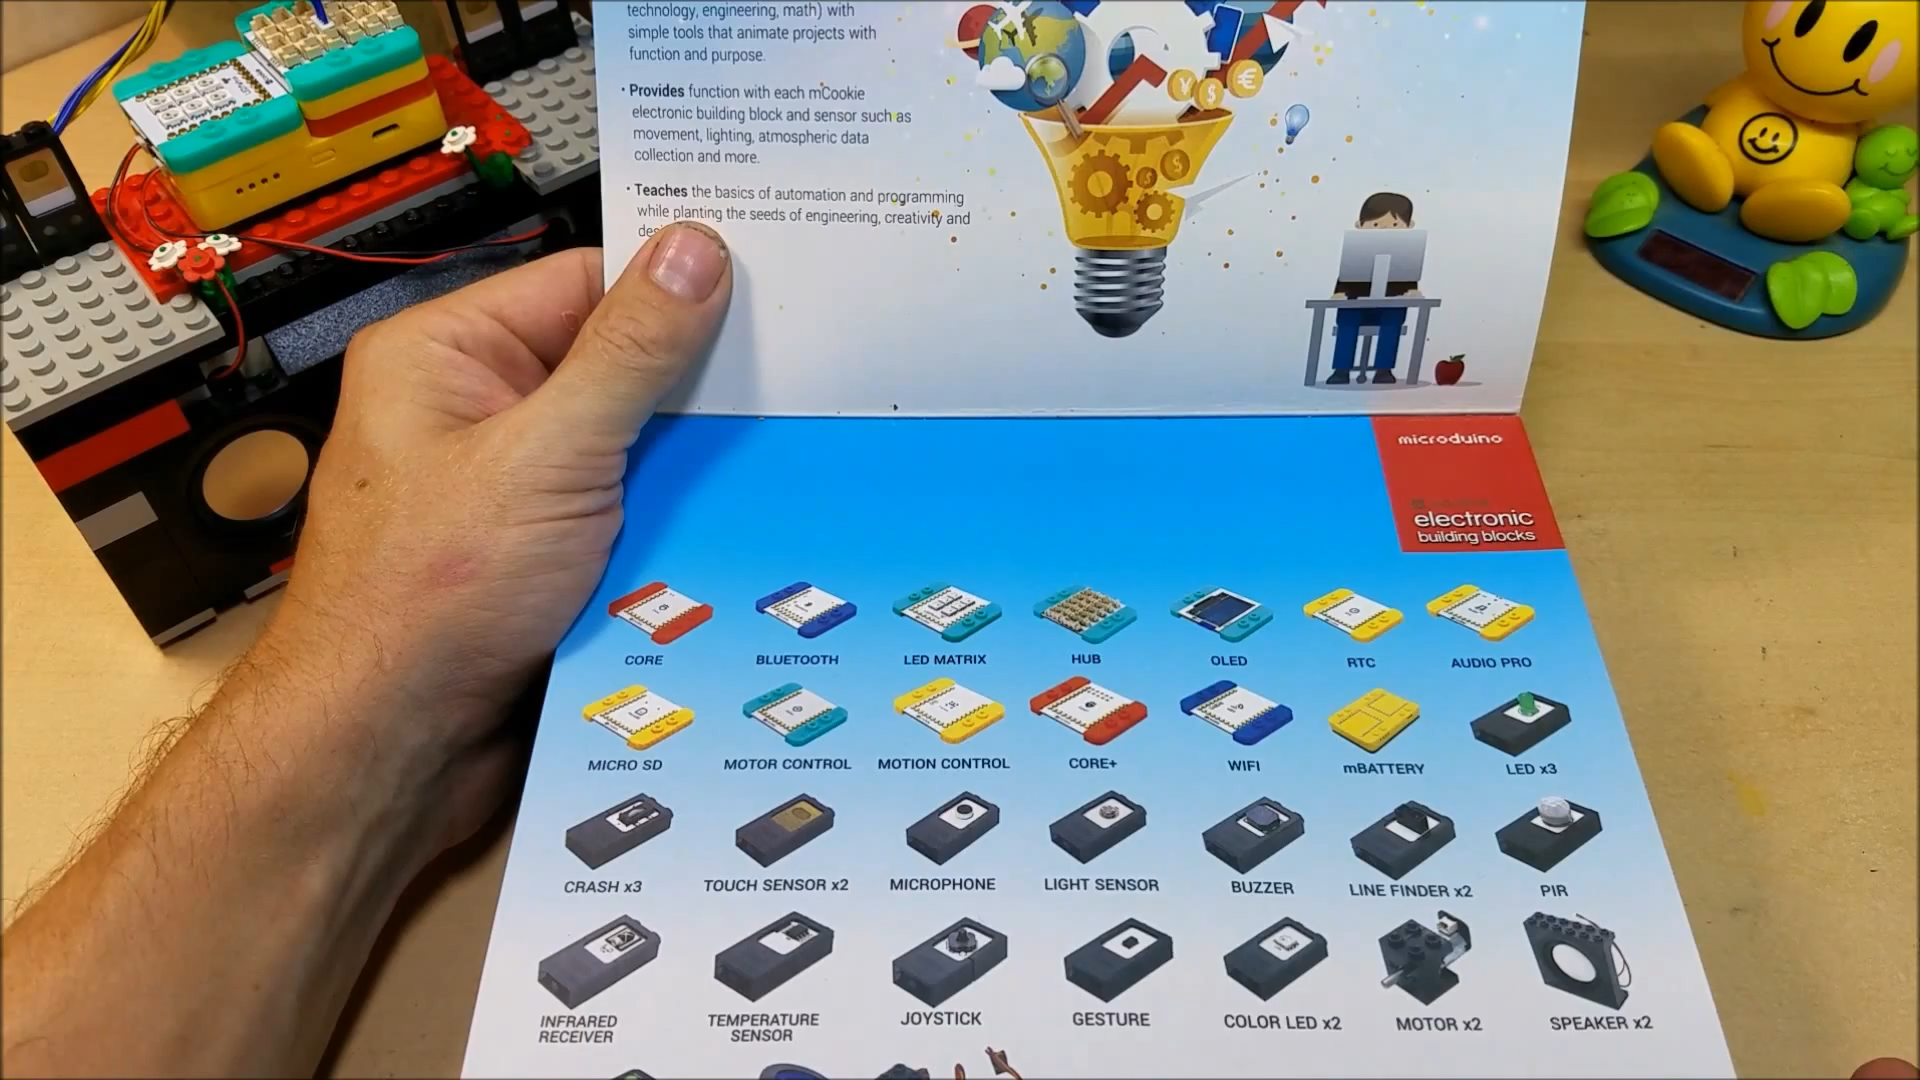 technology, engineering, math) with
simple tools that animate projects with
function and purpose.
• Provides function with each mCookie
electronic building block and sensor such as
movement, lighting, atmospheric data
collection and more.
• Teaches the basics of automation and programming
while planting the seeds of engineering, creativity and
microduino
electronic
building blocks
CORE
BLUETOOTH
LED MATRIX
HUB
OLED
RTC
AUDIO PRO
MICRO SD
MOTOR CONTROL
MOTION CONTROL
CORE+
WIFI
mBATTERY
LED x3
CRASH x3
TOUCH SENSOR x2
MICROPHONE
LIGHT SENSOR
BUZZER
LINE FINDER x2
PIR
INFRARED
RECEIVER
TEMPERATURE
SENSOR
JOYSTICK
GESTURE
COLOR LED x2
MOTOR x2
SPEAKER x2